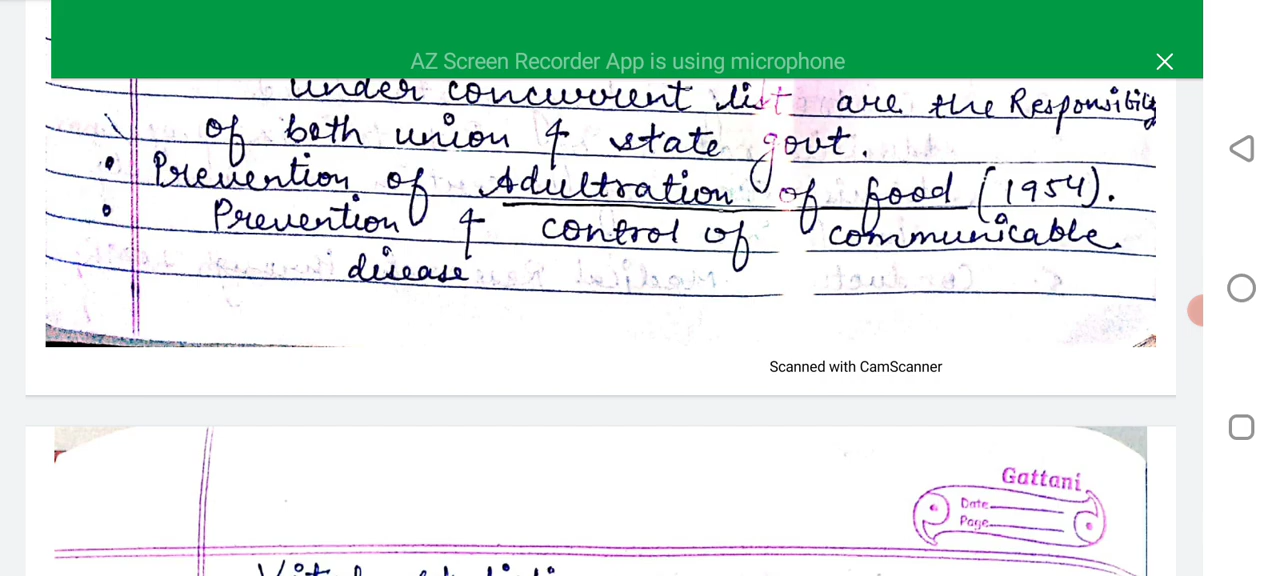 AZ Screen Recorder App is using microphone
under concurrent list are the Responsibility
of both union & state govt.
• Prevention of Adultration of food (1954).
• Prevention & control of communicable
disease
Scanned with CamScanner
Gattani
Date
Page